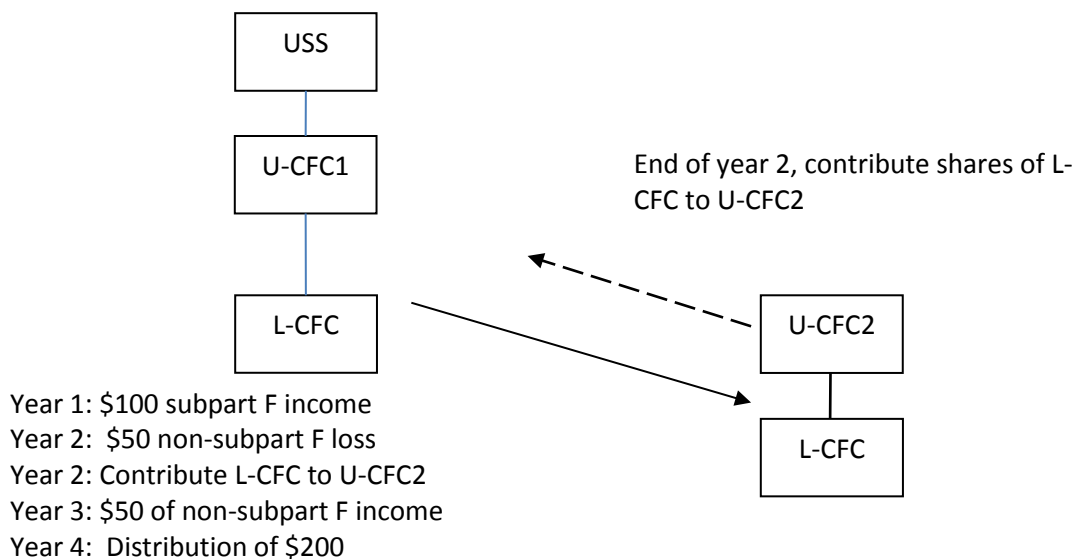 USS
U-CFC1
End of year 2, contribute shares of L-
CFC to U-CFC2
L-CFC
U-CFC2
L-CFC
Year 1: $100 subpart F income
Year 2:  $50 non-subpart F loss
Year 2: Contribute L-CFC to U-CFC2
Year 3: $50 of non-subpart F income
Year 4:  Distribution of $200